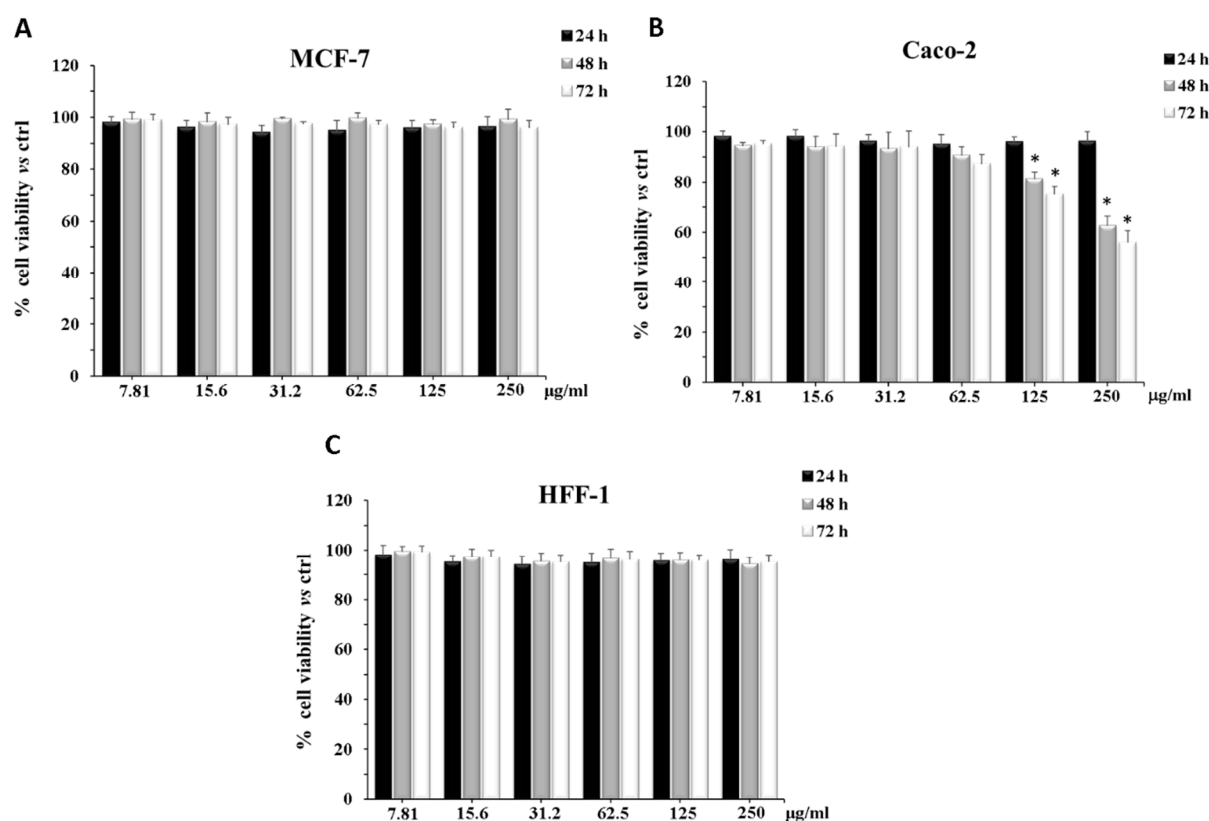 A
MCF-7
24 h
48 h
72 h
% cell viability vs ctrl
120
100
80
60
40
20
0
7.81 15.6 31.2 62.5 125 250 µg/ml
B
Caco-2
24 h
48 h
72 h
% cell viability vs ctrl
120
100
80
60
40
20
0
* * * *
7.81 15.6 31.2 62.5 125 250 µg/ml
C
HFF-1
24 h
48 h
72 h
% cell viability vs ctrl
120
100
80
60
40
20
0
7.81 15.6 31.2 62.5 125 250 µg/ml